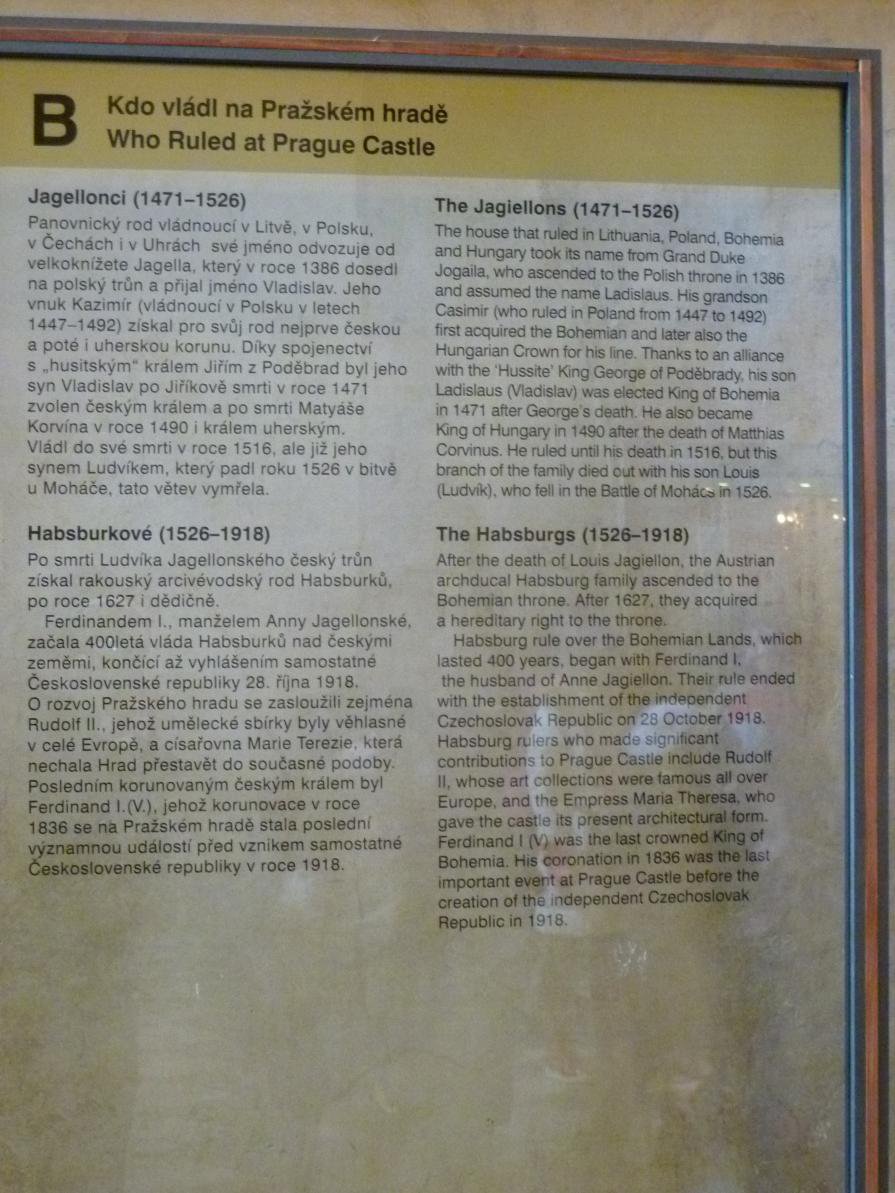 B
Kdo vládl na Pražském hradě
Who Ruled at Prague Castle
Jagellonci (1471–1526)
Panovnický rod vládnoucí v Litvě, v Polsku,
v Čechách i v Uhrách své jméno odvozuje od
velkoknížete Jagella, který v roce 1386 dosedl
na polský trůn a přijal jméno Vladislav. Jeho
vnuk Kazimír (vládnoucí v Polsku v letech
1447–1492) získal pro svůj rod nejprve českou
a poté i uherskou korunu. Díky spojenectví
s „husitským" králem Jiřím z Poděbrad byl jeho
syn Vladislav po Jiříkově smrti v roce 1471
zvolen českým králem a po smrti Matyáše
Korvína v roce 1490 i králem uherským.
Vládl do své smrti v roce 1516, ale již jeho
synem Ludvíkem, který padl roku 1526 v bitvě
u Moháče, tato větev vymřela.
Habsburkové (1526–1918)
Po smrti Ludvíka Jagellonského český trůn
získal rakouský arcivévodský rod Habsburků,
po roce 1627 i dědičně.
Ferdinandem I., manželem Anny Jagellonské,
začala 400letá vláda Habsburků nad českými
zeměmi, končící až vyhlášením samostatné
Československé republiky 28. října 1918.
O rozvoj Pražského hradu se zasloužili zejména
Rudolf II., jehož umělecké sbírky byly věhlasné
v celé Evropě, a císařovna Marie Terezie, která
nechala Hrad přestavět do současné podoby.
Posledním korunovaným českým králem byl
Ferdinand I.(V.), jehož korunovace v roce
1836 se na Pražském hradě stala poslední
významnou událostí před vznikem samostatné
Československé republiky v roce 1918.
The Jagiellons (1471–1526)
The house that ruled in Lithuania, Poland, Bohemia
and Hungary took its name from Grand Duke
Jogaila, who ascended to the Polish throne in 1386
and assumed the name Ladislaus. His grandson
Casimir (who ruled in Poland from 1447 to 1492)
first acquired the Bohemian and later also the
Hungarian Crown for his line. Thanks to an alliance
with the 'Hussite' King George of Poděbrady, his son
Ladislaus (Vladislav) was elected King of Bohemia
in 1471 after George's death. He also became
King of Hungary in 1490 after the death of Matthias
Corvinus. He ruled until his death in 1516, but this
branch of the family died out with his son Louis
(Ludvík), who fell in the Battle of Mohács in 1526.
The Habsburgs (1526–1918)
After the death of Louis Jagiellon, the Austrian
archducal Habsburg family ascended to the
Bohemian throne. After 1627, they acquired
a hereditary right to the throne.
Habsburg rule over the Bohemian Lands, which
lasted 400 years, began with Ferdinand I,
the husband of Anne Jagiellon. Their rule ended
with the establishment of the independent
Czechoslovak Republic on 28 October 1918.
Habsburg rulers who made significant
contributions to Prague Castle include Rudolf
II, whose art collections were famous all over
Europe, and the Empress Maria Theresa, who
gave the castle its present architectural form.
Ferdinand I (V) was the last crowned King of
Bohemia. His coronation in 1836 was the last
important event at Prague Castle before the
creation of the independent Czechoslovak
Republic in 1918.